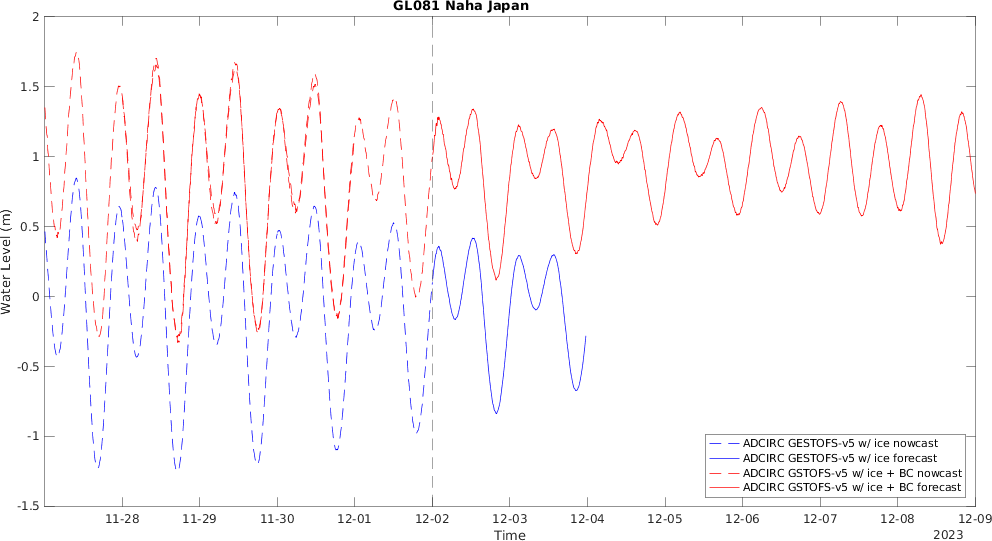 GL081 Naha Japan
2
1.5
1
0.5
0
-0.5
-1
-1.5
Water Level (m)
11-28 11-29 11-30 12-01 12-02 12-03 12-04 12-05 12-06 12-07 12-08 12-09
Time
2023
ADCIRC GESTOFS-v5 w/ ice nowcast
ADCIRC GESTOFS-v5 w/ ice forecast
ADCIRC GSTOFS-v5 w/ ice + BC nowcast
ADCIRC GSTOFS-v5 w/ ice + BC forecast